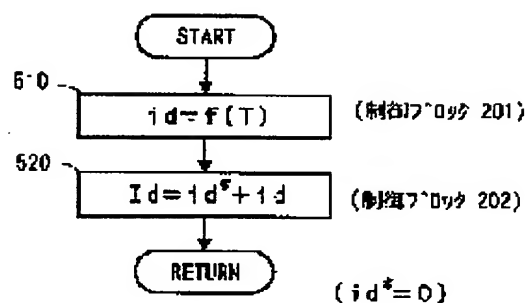 START
id=f(T)
(制御ブロック 201)
520
Id=id*+id
(制御ブロック 202)
RETURN
(id*=0)